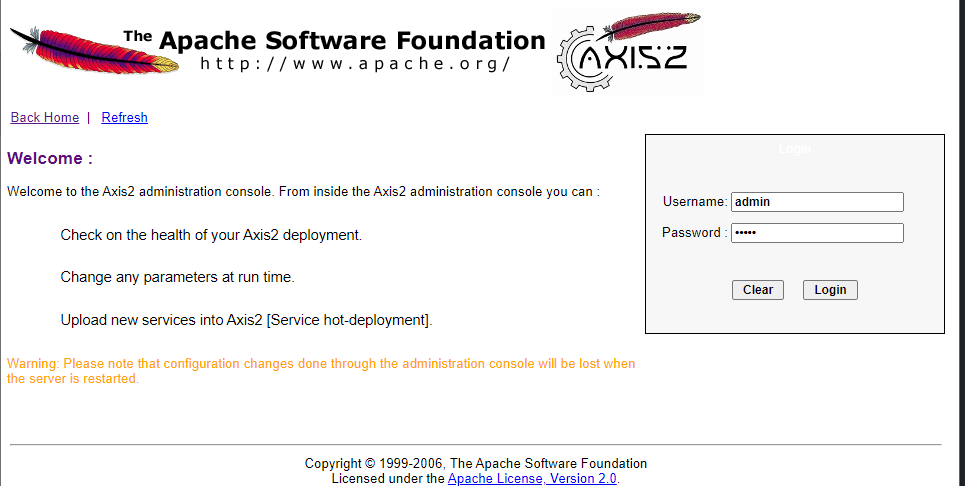 The Apache Software Foundation
http://www.apache.org/
AXIS2
Back Home | Refresh
Welcome :
Login
Welcome to the Axis2 administration console. From inside the Axis2 administration console you can :
Username: admin
Password : •••••
Check on the health of your Axis2 deployment.
Change any parameters at run time.
Clear Login
Upload new services into Axis2 [Service hot-deployment].
Warning: Please note that configuration changes done through the administration console will be lost when
the server is restarted.
Copyright © 1999-2006, The Apache Software Foundation
Licensed under the Apache License, Version 2.0.